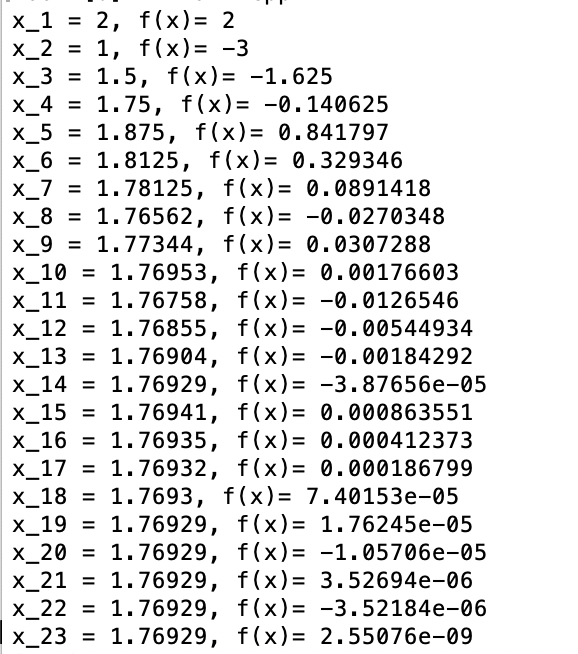 x_1 = 2, f(x)= 2
x_2 = 1, f(x)= -3
x_3 = 1.5, f(x)= -1.625
x_4 = 1.75, f(x)= -0.140625
x_5 = 1.875, f(x)= 0.841797
x_6 = 1.8125, f(x)= 0.329346
x_7 = 1.78125, f(x)= 0.0891418
x_8 = 1.76562, f(x)= -0.0270348
x_9 = 1.77344, f(x)= 0.0307288
x_10 = 1.76953, f(x)= 0.00176603
x_11 = 1.76758, f(x)= -0.0126546
x_12 = 1.76855, f(x)= -0.00544934
x_13 = 1.76904, f(x)= -0.00184292
x_14 = 1.76929, f(x)= -3.87656e-05
x_15 = 1.76941, f(x)= 0.000863551
x_16 = 1.76935, f(x)= 0.000412373
x_17 = 1.76932, f(x)= 0.000186799
x_18 = 1.7693, f(x)= 7.40153e-05
x_19 = 1.76929, f(x)= 1.76245e-05
x_20 = 1.76929, f(x)= -1.05706e-05
x_21 = 1.76929, f(x)= 3.52694e-06
x_22 = 1.76929, f(x)= -3.52184e-06
x_23 = 1.76929, f(x)= 2.55076e-09